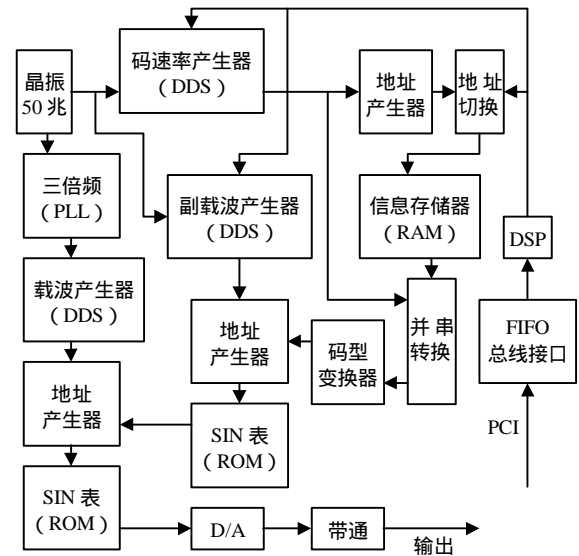 码速率产生器
（DDS）
晶振
50 兆
地址
产生器
地 址
切换
三倍频
（PLL）
副载波产生器
（DDS）
信息存储器
（RAM）
DSP
载波产生器
（DDS）
地址
产生器
码型
变换器
并 串
转换
FIFO
总线接口
地址
产生器
SIN 表
（ROM）
PCI
SIN 表
（ROM）
D/A
带通
输出